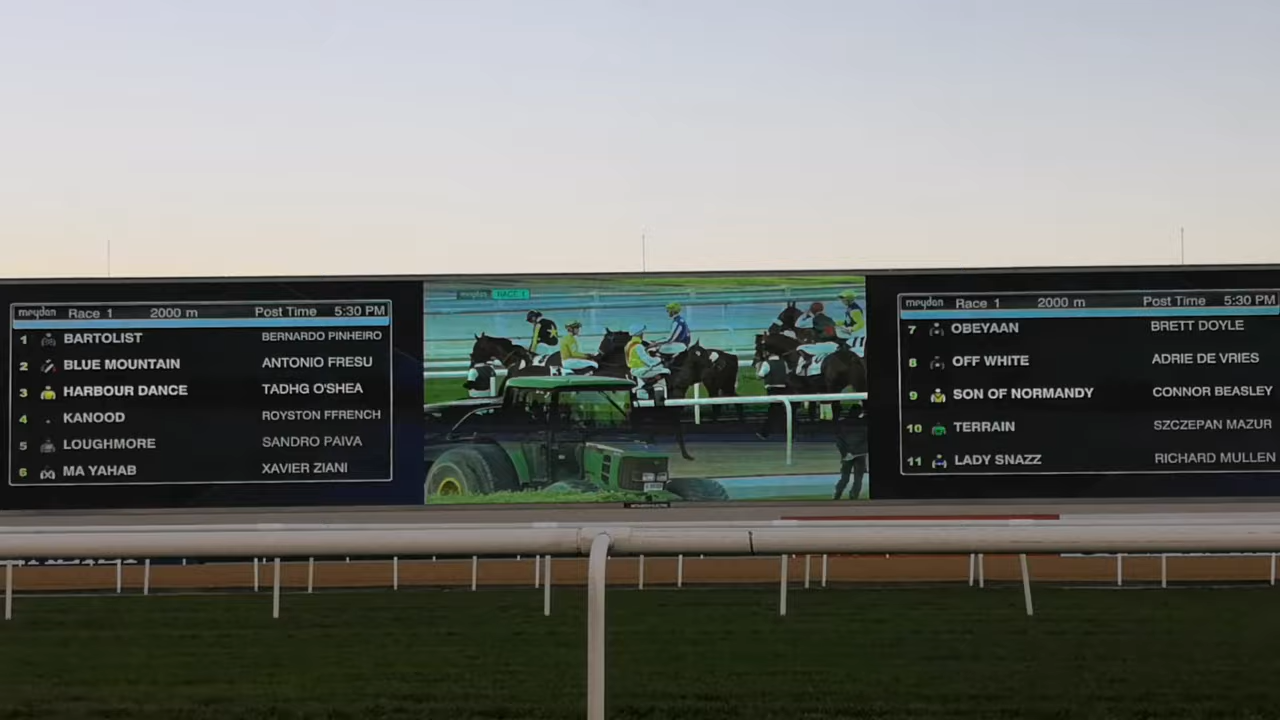 meydan Race 1 2000 m Post Time 5:30 PM
1 BARTOLIST BERNARDO PINHEIRO
2 BLUE MOUNTAIN ANTONIO FRESU
3 HARBOUR DANCE TADHG O'SHEA
4 KANOOD ROYSTON FFRENCH
5 LOUGHMORE SANDRO PAIVA
6 MA YAHAB XAVIER ZIANI
meydan RACE 1
MITSUBISHI ELECTRIC
meydan Race 1 2000 m Post Time 5:30 PM
7 OBEYAAN BRETT DOYLE
8 OFF WHITE ADRIE DE VRIES
9 SON OF NORMANDY CONNOR BEASLEY
10 TERRAIN SZCZEPAN MAZUR
11 LADY SNAZZ RICHARD MULLEN